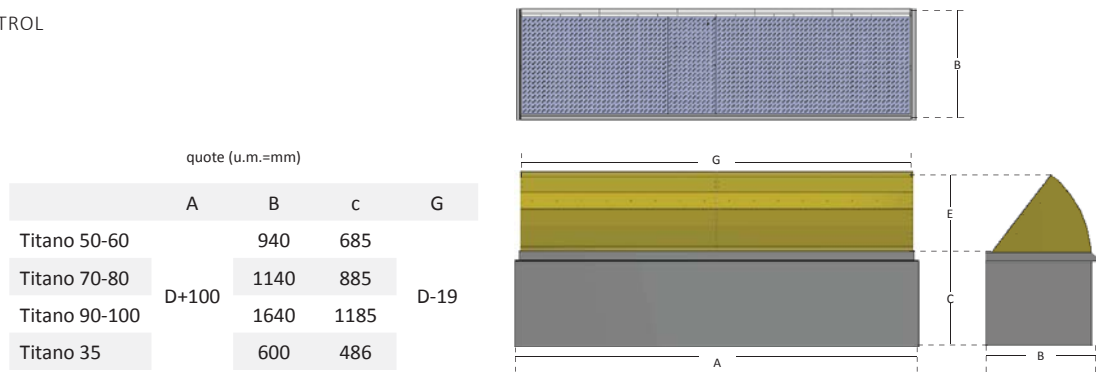 TROL
quote (u.m.=mm)
A B c G
Titano 50-60 940 685
Titano 70-80 1140 885
D+100 D-19
Titano 90-100 1640 1185
Titano 35 600 486
B
G
E
C
A
B